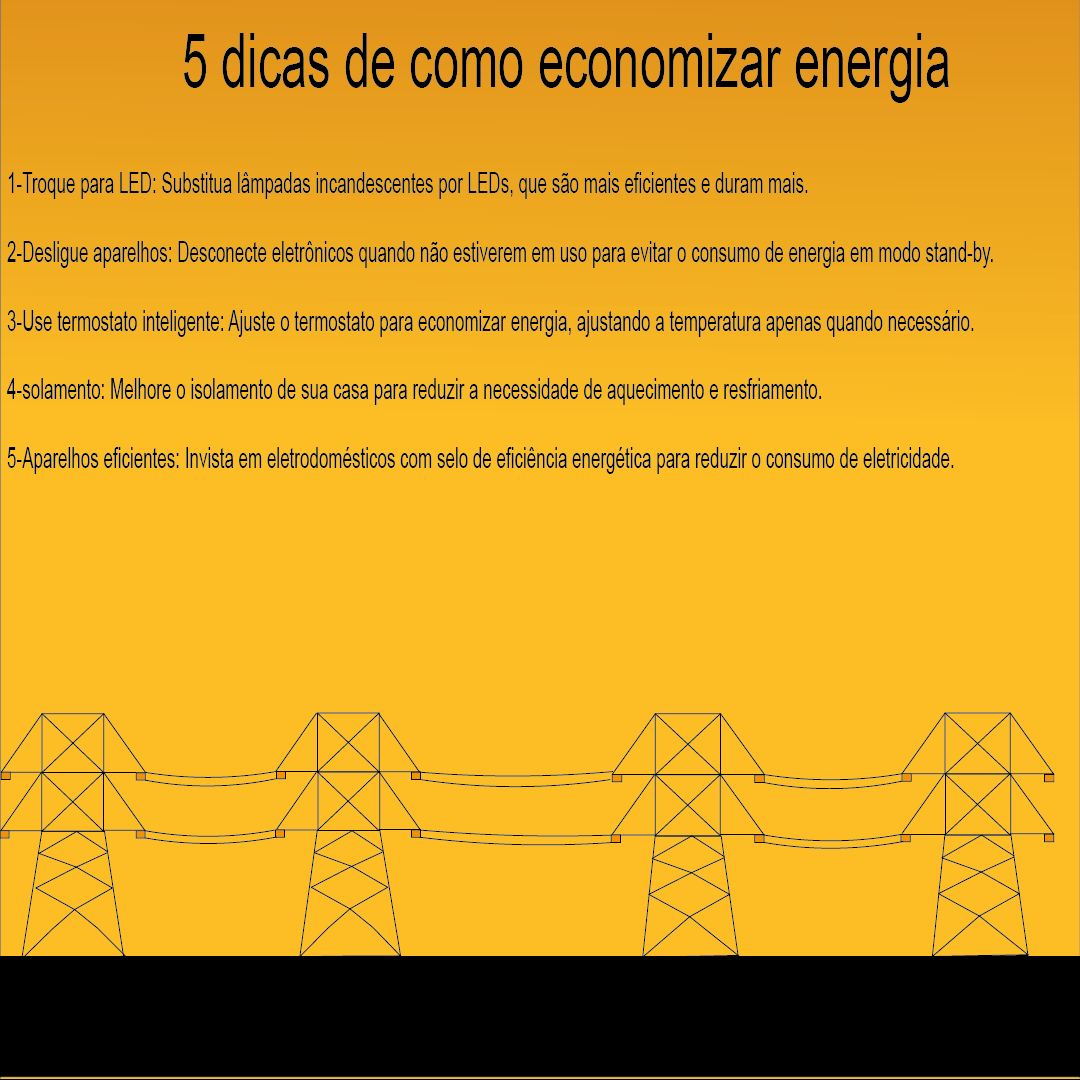 5 dicas de como economizar energia
1-Troque para LED: Substitua lâmpadas incandescentes por LEDs, que são mais eficientes e duram mais.
2-Desligue aparelhos: Desconecte eletrônicos quando não estiverem em uso para evitar o consumo de energia em modo stand-by.
3-Use termostato inteligente: Ajuste o termostato para economizar energia, ajustando a temperatura apenas quando necessário.
4-solamento: Melhore o isolamento de sua casa para reduzir a necessidade de aquecimento e resfriamento.
5-Aparelhos eficientes: Invista em eletrodomésticos com selo de eficiência energética para reduzir o consumo de eletricidade.